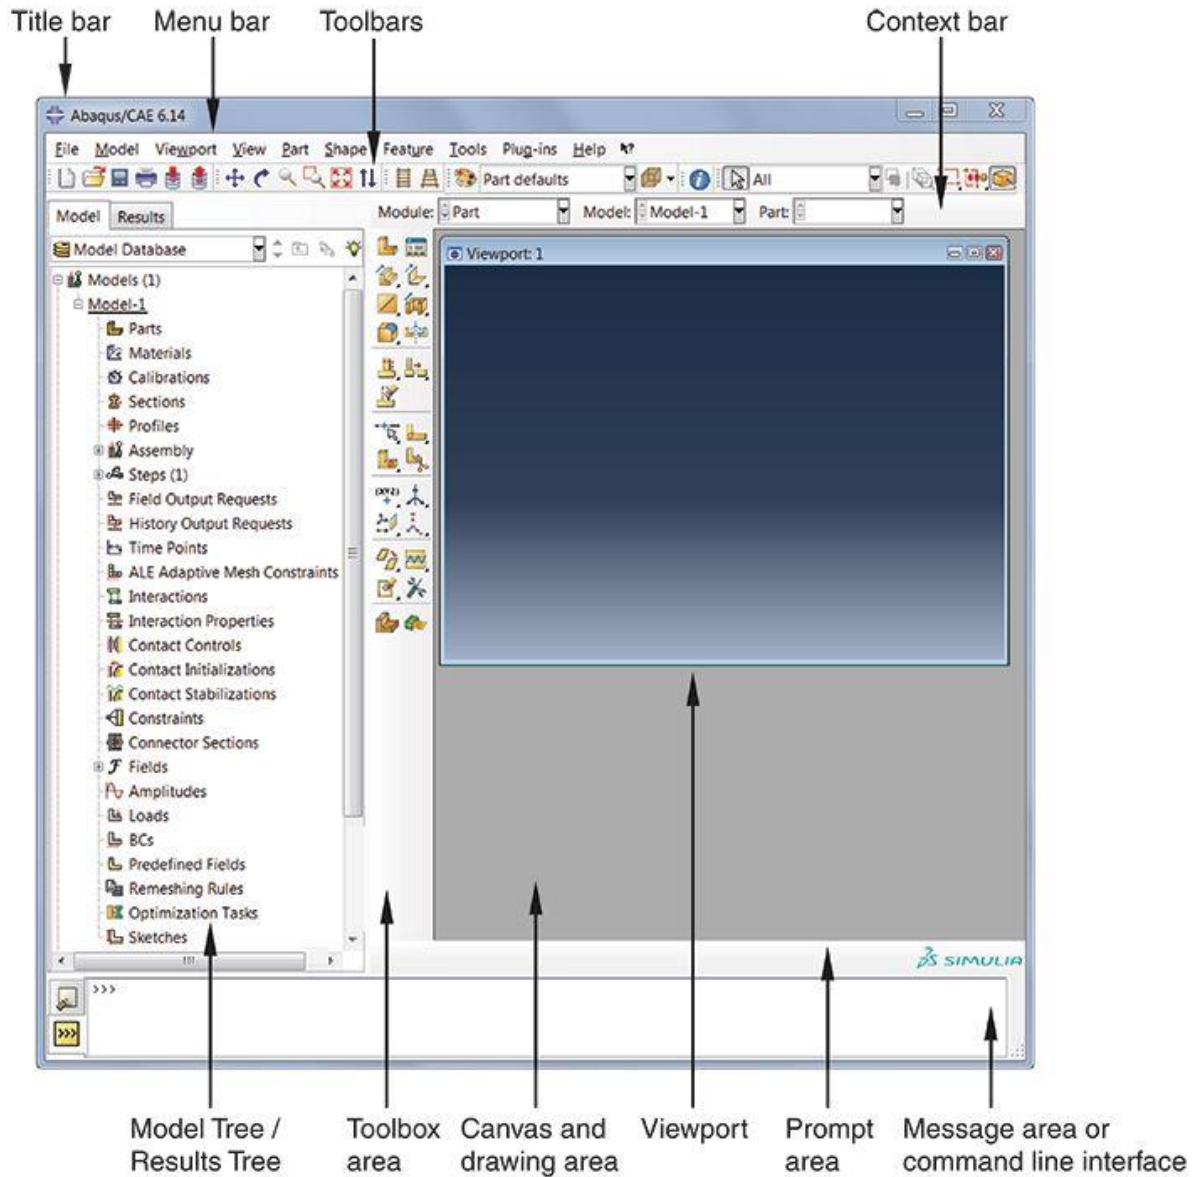 Title bar Menu bar Toolbars Context bar
Abaqus/CAE 6.14
File Model Viewport View Part Shape Feature Tools Plug-ins Help
Part defaults All
Model Results Module: Part Model: Model-1 Part:
Model Database
Viewport: 1
Models (1)
Model-1
Parts
Materials
Calibrations
Sections
Profiles
Assembly
Steps (1)
Field Output Requests
History Output Requests
Time Points
ALE Adaptive Mesh Constraints
Interactions
Interaction Properties
Contact Controls
Contact Initializations
Contact Stabilizations
Constraints
Connector Sections
Fields
Amplitudes
Loads
BCs
Predefined Fields
Remeshing Rules
Optimization Tasks
Sketches
SIMULIA
>>>
>>>
Model Tree /
Results Tree
Toolbox
area
Canvas and
drawing area
Viewport
Prompt
area
Message area or
command line interface